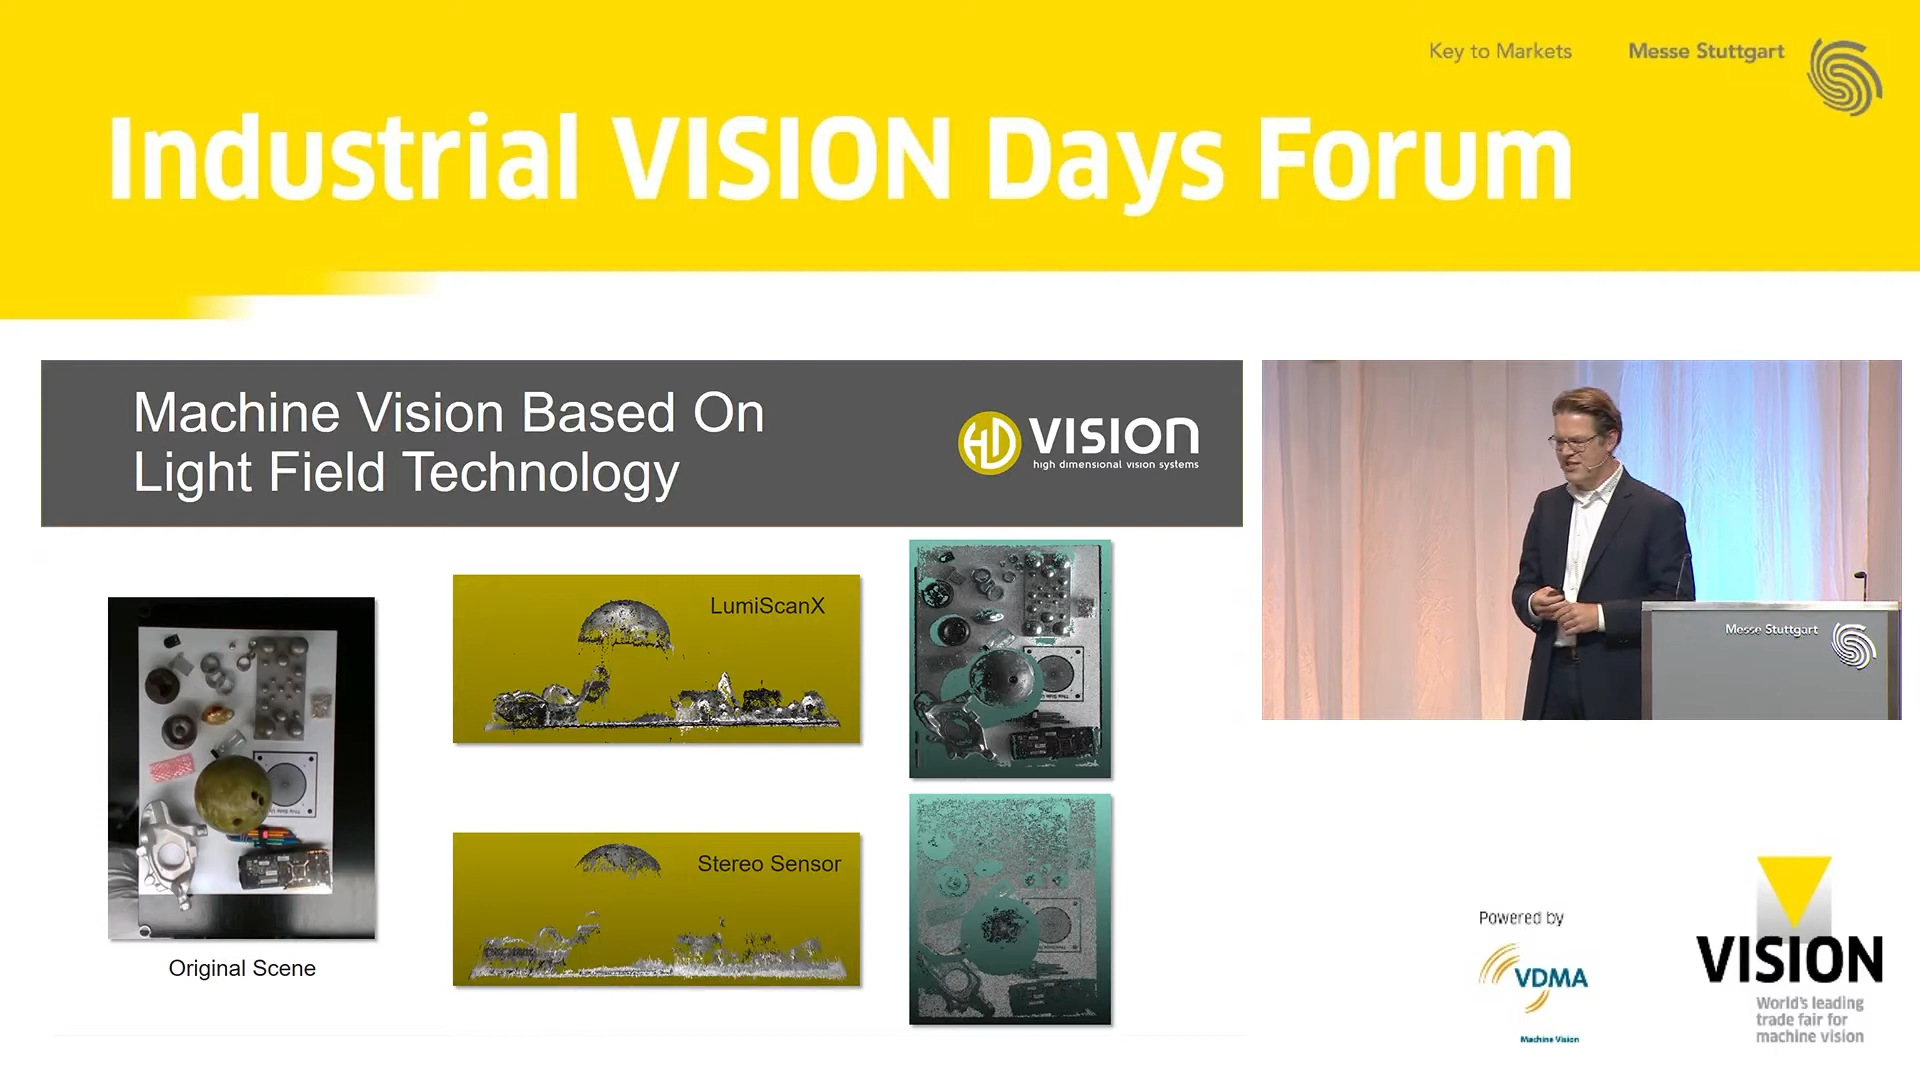 Key to Markets
Messe Stuttgart
Industrial VISION Days Forum
Machine Vision Based On
Light Field Technology
HD VISION
high dimensional vision systems
LumiScanX
Stereo Sensor
Original Scene
Messe Stuttgart
Powered by
VDMA
Machine Vision
VISION
World's leading
trade fair for
machine vision